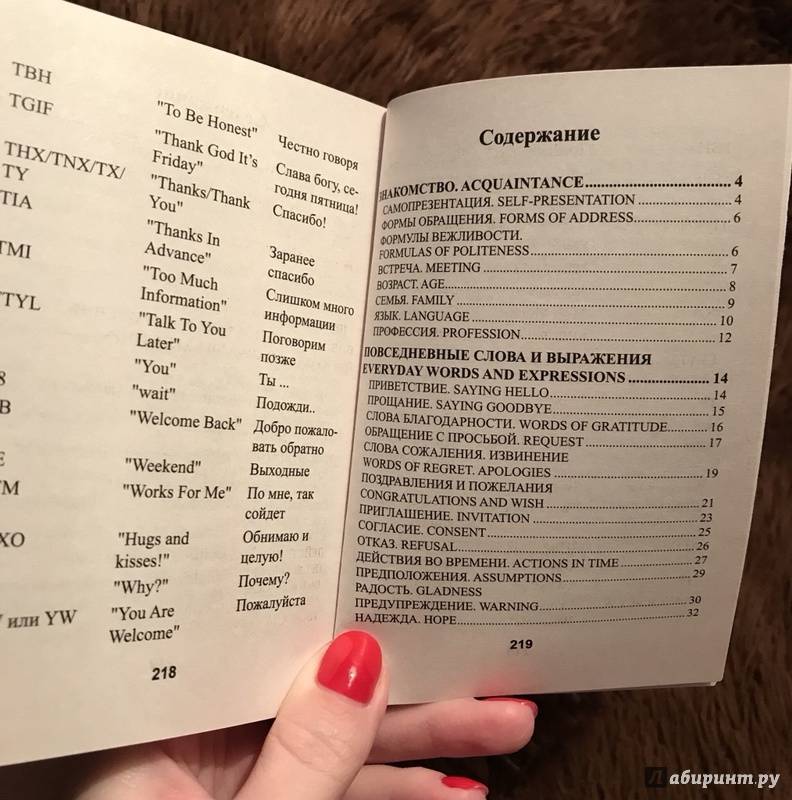 TBH "To Be Honest" Честно говоря
TGIF "Thank God It's Слава богу, се-
Friday" годня пятница!
THX/TNX/TX/ "Thanks/Thank Спасибо!
TY You"
TIA "Thanks In Заранее
Advance" спасибо
TMI "Too Much Слишком много
Information" информации
TTYL "Talk To You Поговорим
Later" позже
"You" Ты ...
8 "wait" Подожди..
B "Welcome Back" Добро пожало-
вать обратно
E "Weekend" Выходные
"Works For Me" По мне, так
сойдет
XO "Hugs and Обнимаю и
kisses!" целую!
"Why?" Почему?
или YW "You Are Пожалуйста
Welcome"
218
Содержание
ЗНАКОМСТВО. ACQUAINTANCE 4
САМОПРЕЗЕНТАЦИЯ. SELF-PRESENTATION 4
ФОРМЫ ОБРАЩЕНИЯ. FORMS OF ADDRESS 6
ФОРМУЛЫ ВЕЖЛИВОСТИ.
FORMULAS OF POLITENESS 6
ВСТРЕЧА. MEETING 7
ВОЗРАСТ. AGE 8
СЕМЬЯ. FAMILY 9
ЯЗЫК. LANGUAGE 10
ПРОФЕССИЯ. PROFESSION 12
ПОВСЕДНЕВНЫЕ СЛОВА И ВЫРАЖЕНИЯ
EVERYDAY WORDS AND EXPRESSIONS 14
ПРИВЕТСТВИЕ. SAYING HELLO 14
ПРОЩАНИЕ. SAYING GOODBYE 15
СЛОВА БЛАГОДАРНОСТИ. WORDS OF GRATITUDE 16
ОБРАЩЕНИЕ С ПРОСЬБОЙ. REQUEST 17
СЛОВА СОЖАЛЕНИЯ. ИЗВИНЕНИЕ
WORDS OF REGRET. APOLOGIES 19
ПОЗДРАВЛЕНИЯ И ПОЖЕЛАНИЯ
CONGRATULATIONS AND WISH 21
ПРИГЛАШЕНИЕ. INVITATION 23
СОГЛАСИЕ. CONSENT 25
ОТКАЗ. REFUSAL 26
ДЕЙСТВИЯ ВО ВРЕМЕНИ. ACTIONS IN TIME 27
ПРЕДПОЛОЖЕНИЯ. ASSUMPTIONS 29
РАДОСТЬ. GLADNESS
ПРЕДУПРЕЖДЕНИЕ. WARNING 30
НАДЕЖДА. HOPE 32
219
Лабиринт.ру